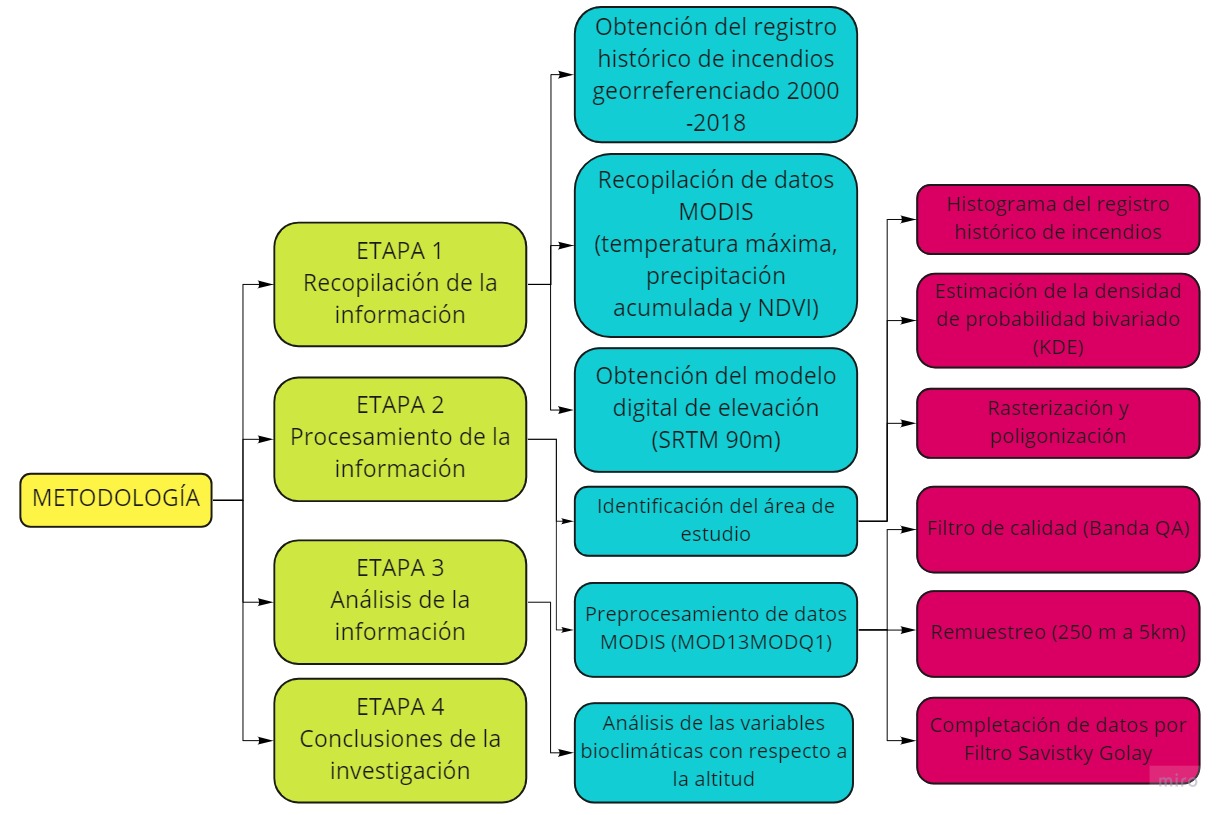 METODOLOGÍA
ETAPA 1
Recopilación de la
información
ETAPA 2
Procesamiento de la
información
ETAPA 3
Análisis de la
información
ETAPA 4
Conclusiones de la
investigación
Obtención del registro
histórico de incendios
georreferenciado 2000
-2018
Recopilación de datos
MODIS
(temperatura máxima,
precipitación
acumulada y NDVI)
Obtención del modelo
digital de elevación
(SRTM 90m)
Identificación del área de
estudio
Preprocesamiento de datos
MODIS (MOD13MODQ1)
Análisis de las variables
bioclimáticas con respecto a
la altitud
Histograma del registro
histórico de incendios
Estimación de la densidad
de probabilidad bivariado
(KDE)
Rasterización y
poligonización
Filtro de calidad (Banda QA)
Remuestreo (250 m a 5km)
Completación de datos por
Filtro Savistky Golay
miro